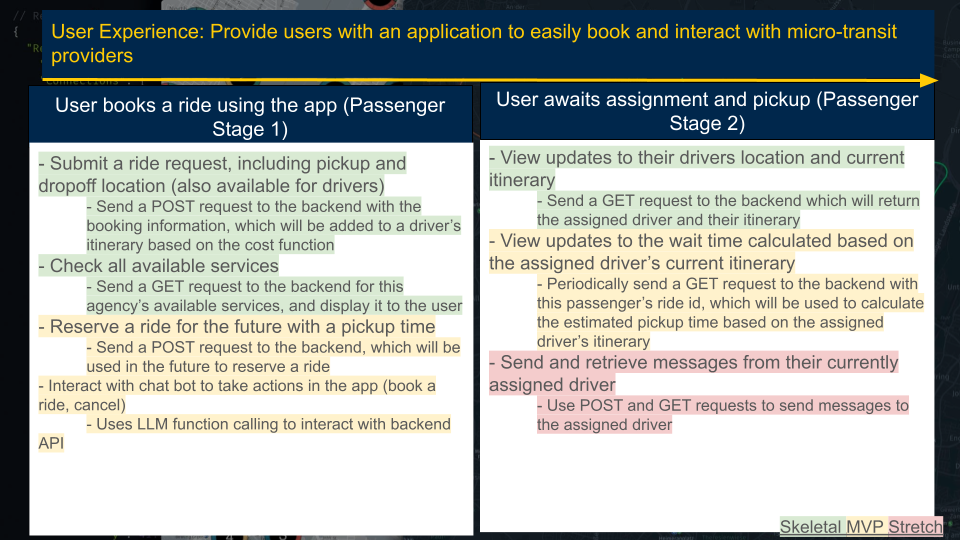 // R
{
"Re
User Experience: Provide users with an application to easily book and interact with micro-transit
providers
User books a ride using the app (Passenger
Stage 1)
- Submit a ride request, including pickup and
dropoff location (also available for drivers)
- Send a POST request to the backend with the
booking information, which will be added to a driver's
itinerary based on the cost function
- Check all available services
- Send a GET request to the backend for this
agency's available services, and display it to the user
- Reserve a ride for the future with a pickup time
- Send a POST request to the backend, which will be
used in the future to reserve a ride
- Interact with chat bot to take actions in the app (book a
ride, cancel)
- Uses LLM function calling to interact with backend
API
User awaits assignment and pickup (Passenger
Stage 2)
- View updates to their drivers location and current
itinerary
- Send a GET request to the backend which will return
the assigned driver and their itinerary
- View updates to the wait time calculated based on
the assigned driver's current itinerary
- Periodically send a GET request to the backend with
this passenger's ride id, which will be used to calculate
the estimated pickup time based on the assigned
driver's itinerary
- Send and retrieve messages from their currently
assigned driver
- Use POST and GET requests to send messages to
the assigned driver
Skeletal MVP Stretch